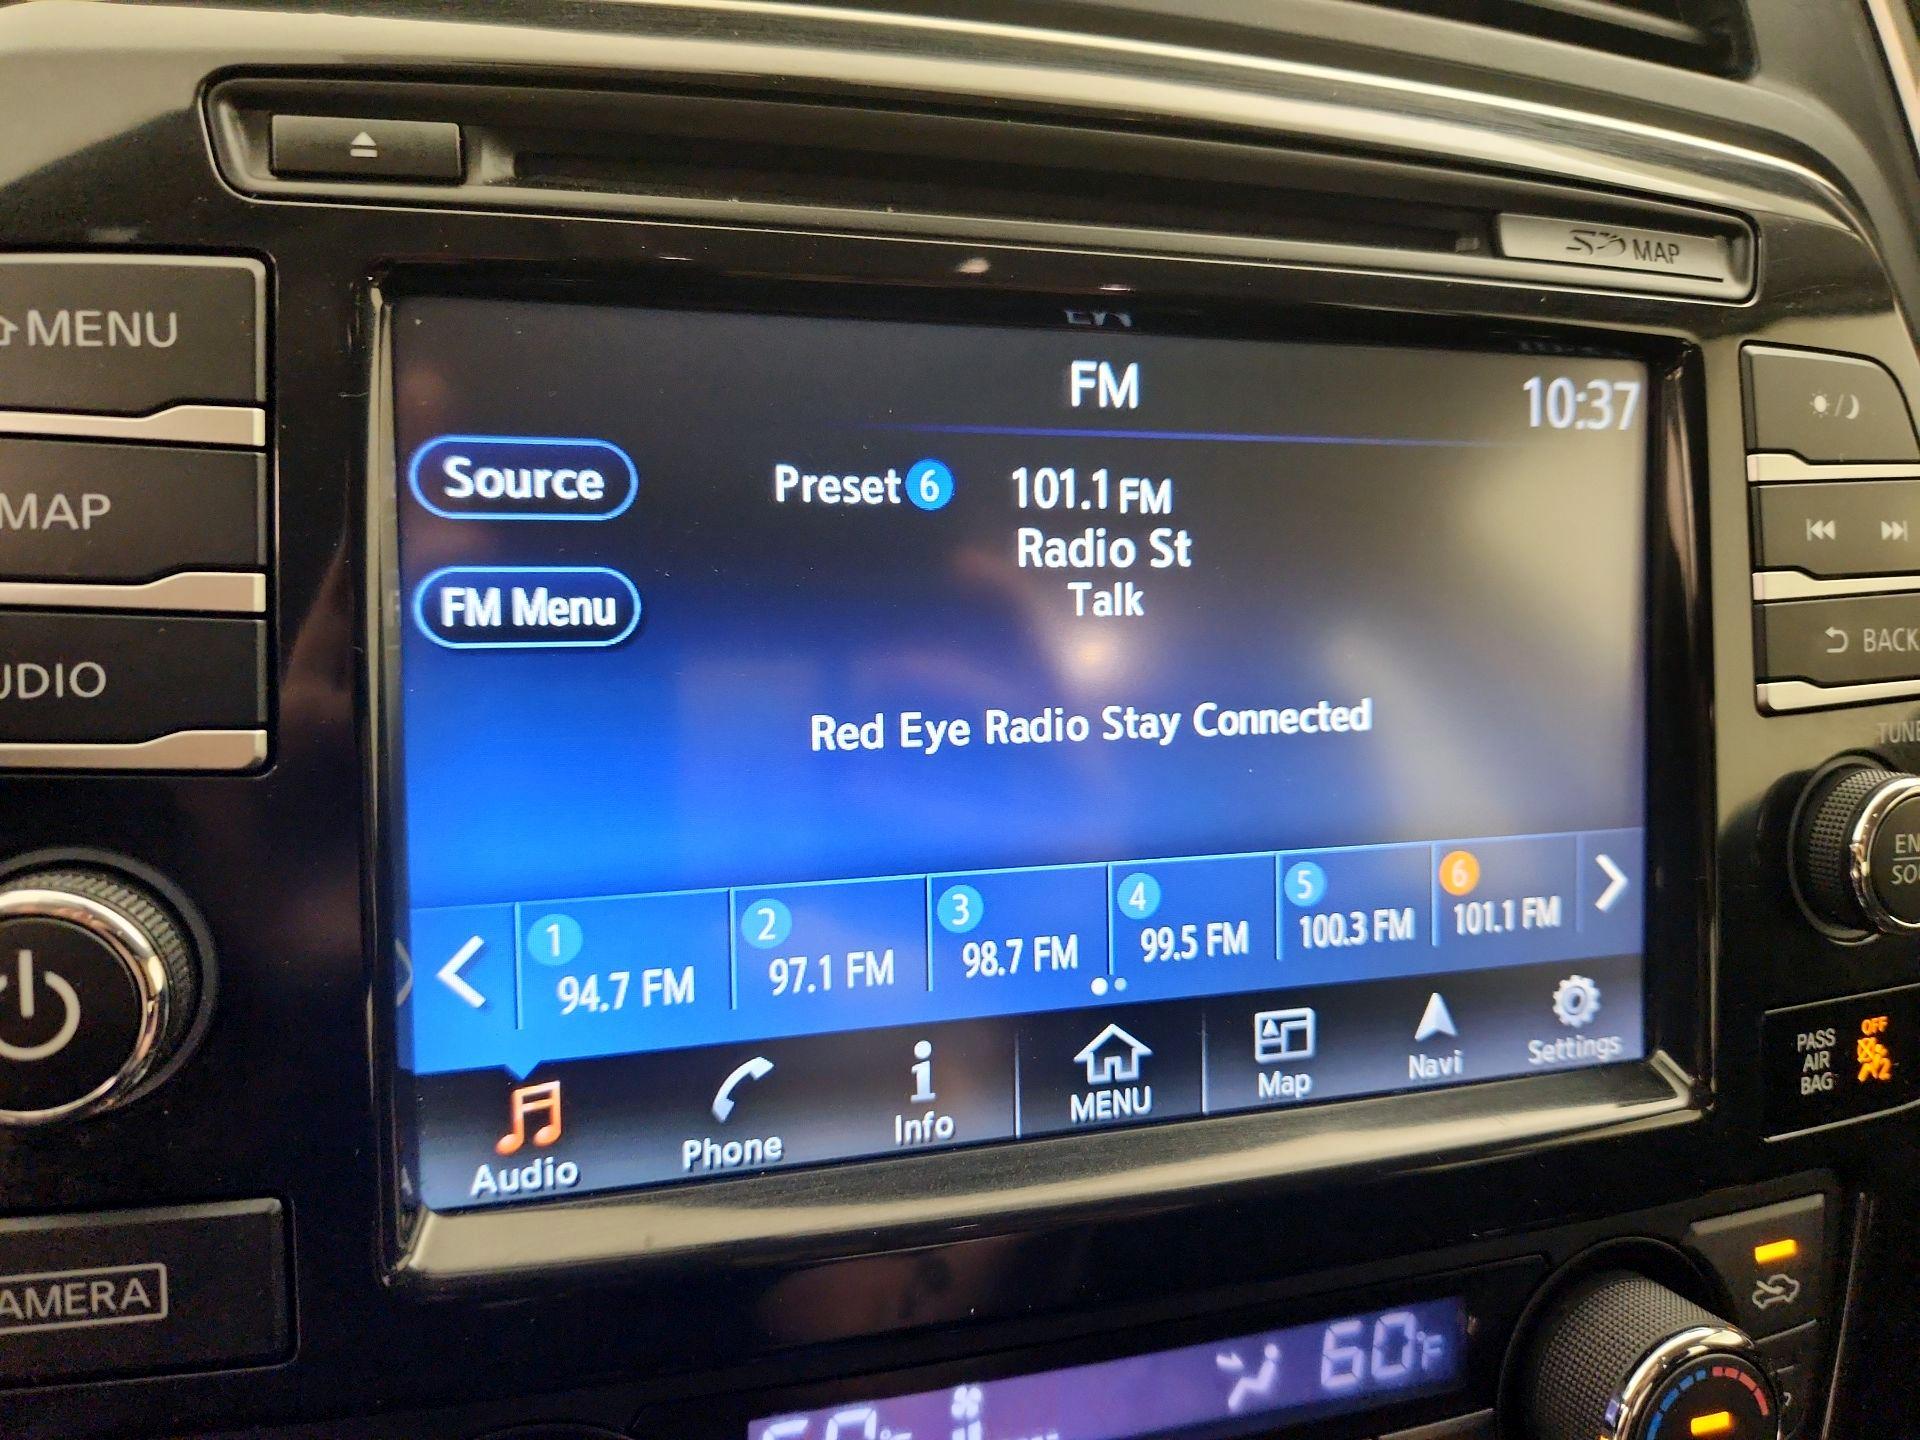 MAP
MENU
FM
10:37
Source
Preset 6 101.1 FM
Radio St
MAP
Talk
FM Menu
BACK
Red Eye Radio Stay Connected
TUNE
1
94.7 FM
2
97.1 FM
3
98.7 FM
4
99.5 FM
5
100.3 FM
6
101.1 FM
Audio
Phone
Info
MENU
Map
Navi
Settings
PASS
AIR
BAG
OFF
2
60°F